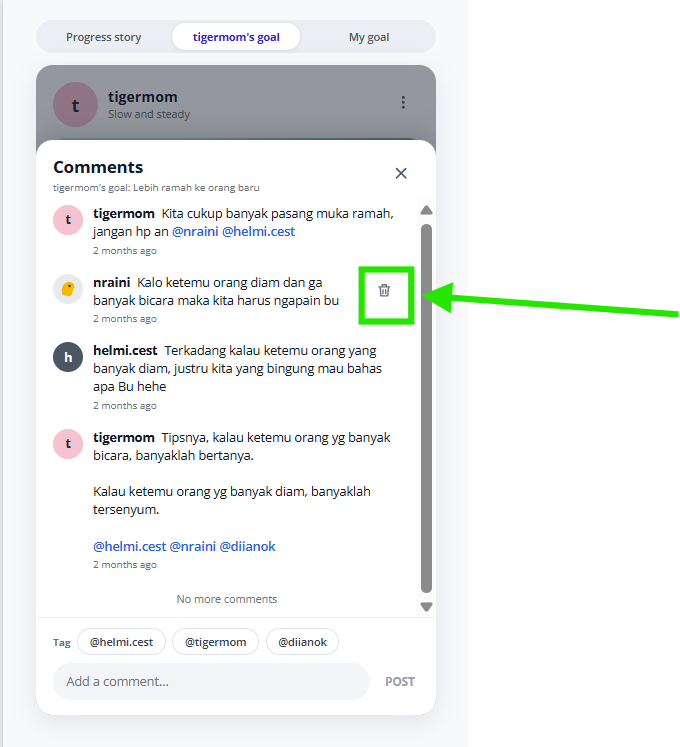 Progress story
tigermom's goal
My goal
t
tigermom
Slow and steady
Comments
tigermom's goal: Lebih ramah ke orang baru
t
tigermom Kita cukup banyak pasang muka ramah,
jangan hp an @nraini @helmi.cest
2 months ago
nraini Kalo ketemu orang diam dan ga
banyak bicara maka kita harus ngapain bu
2 months ago
h
helmi.cest Terkadang kalau ketemu orang yang
banyak diam, justru kita yang bingung mau bahas
apa Bu hehe
2 months ago
t
tigermom Tipsnya, kalau ketemu orang yg banyak
bicara, banyaklah bertanya.
Kalau ketemu orang yg banyak diam, banyaklah
tersenyum.
@helmi.cest @nraini @diianok
2 months ago
No more comments
Tag @helmi.cest @tigermom @diianok
Add a comment... POST